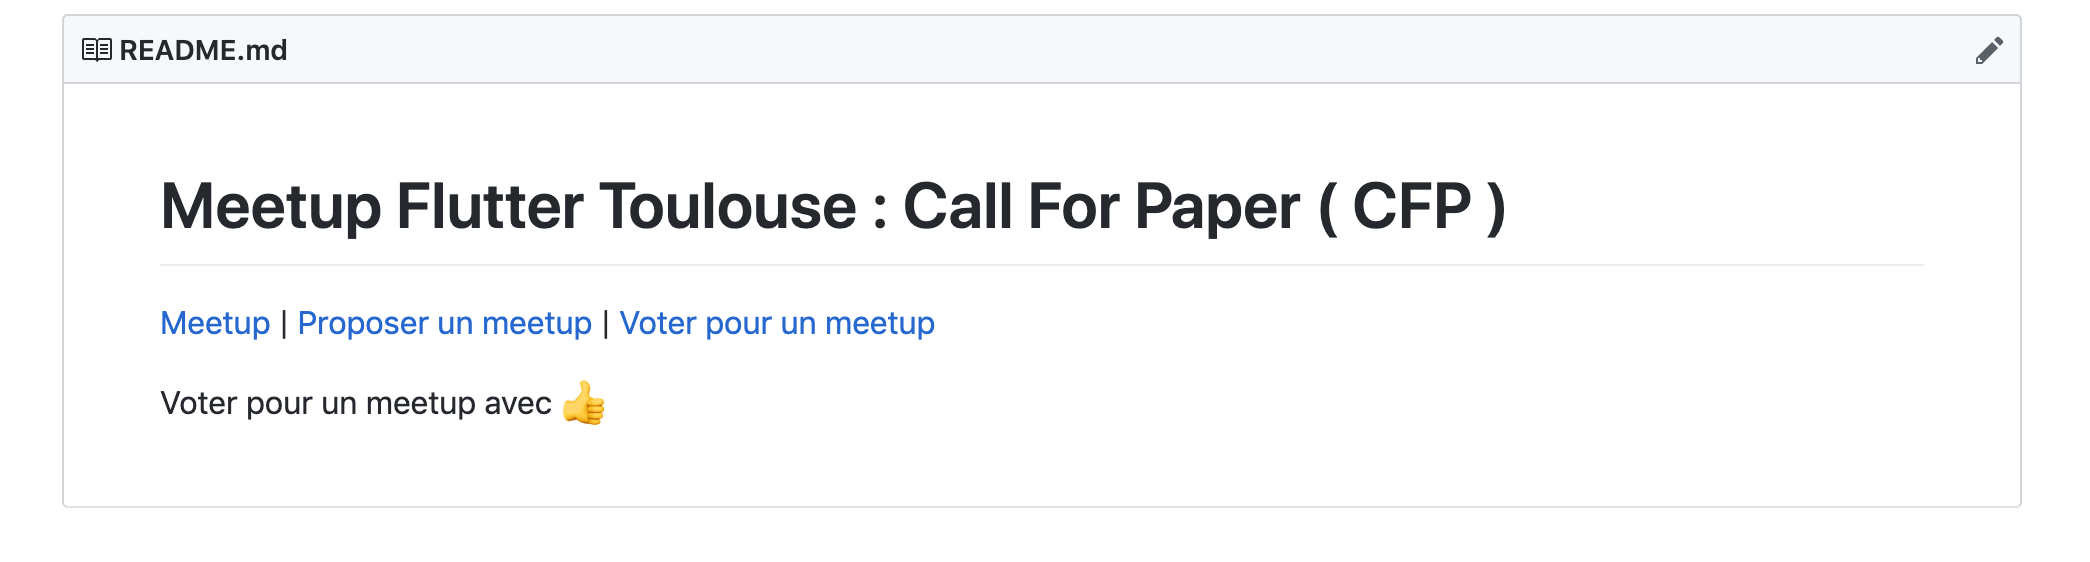 README.md
Meetup Flutter Toulouse : Call For Paper ( CFP )
Meetup | Proposer un meetup | Voter pour un meetup
Voter pour un meetup avec 👍